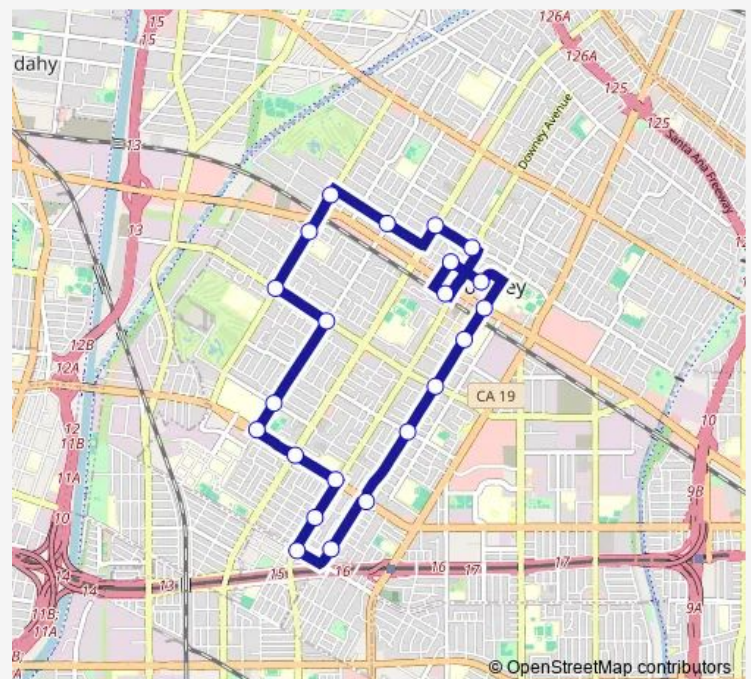 15
15
126A
126A
125
125
Santa Ana Freeway
dahy
Downey Avenue
13
13
ey
CA 19
12B
12A
12
11B
11A
10
10
9B
14
14
13
15
16
16
17
17
11B
11A
9A
© OpenStreetMap contributors